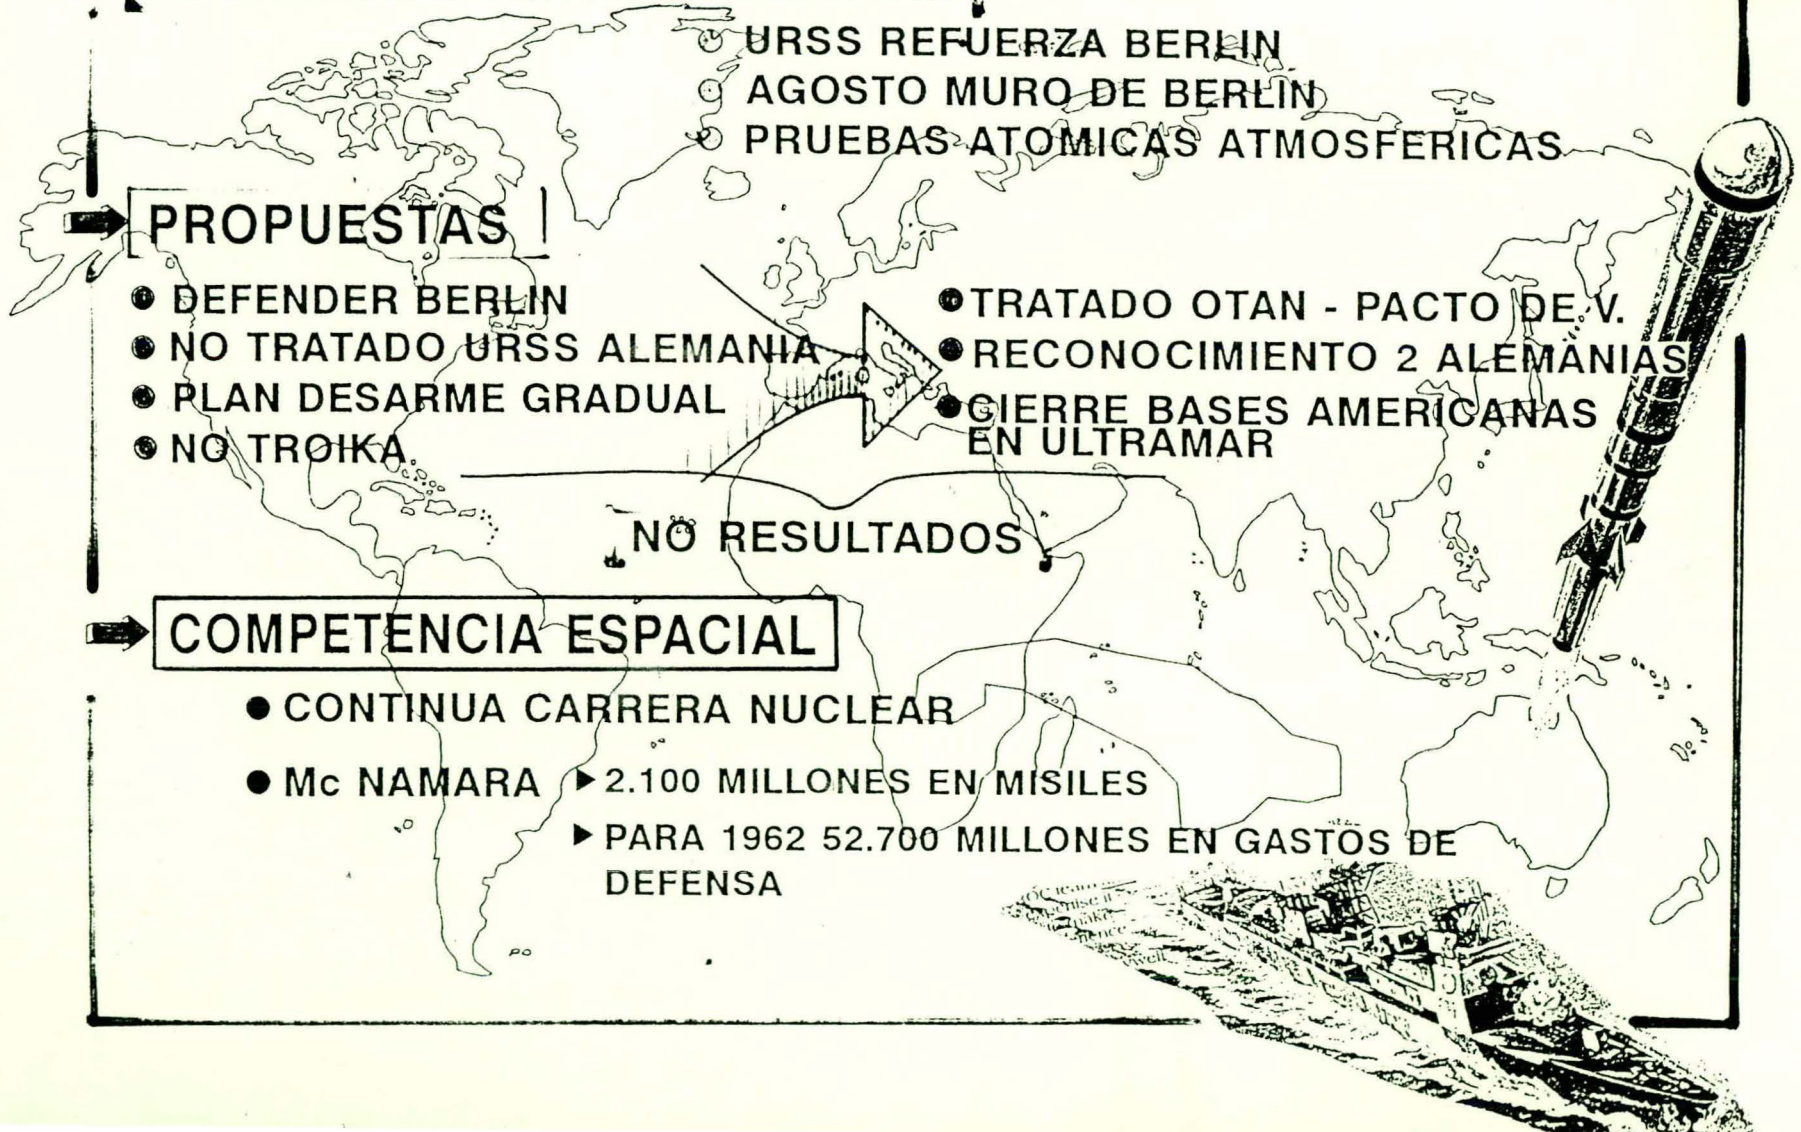 URSS REFUERZA BERLIN
AGOSTO MURO DE BERLIN
PRUEBAS ATOMICAS ATMOSFERICAS
PROPUESTAS
DEFENDER BERLIN
NO TRATADO URSS ALEMANIA
PLAN DESARME GRADUAL
NO TROIKA
TRATADO OTAN - PACTO DE V.
RECONOCIMIENTO 2 ALEMANIAS
CIERRE BASES AMERICANAS
EN ULTRAMAR
NO RESULTADOS
COMPETENCIA ESPACIAL
CONTINUA CARRERA NUCLEAR
Mc NAMARA
2.100 MILLONES EN MISILES
PARA 1962 52.700 MILLONES EN GASTOS DE
DEFENSA